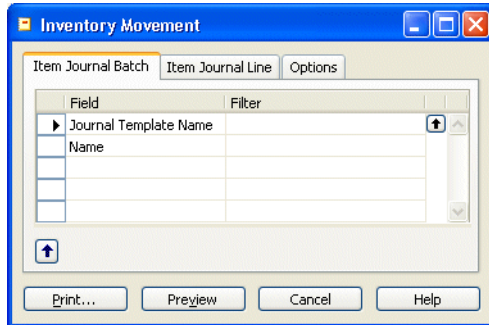 Inventory Movement
Item Journal Batch Item Journal Line Options
Field Filter
Journal Template Name
Name
Print... Preview Cancel Help